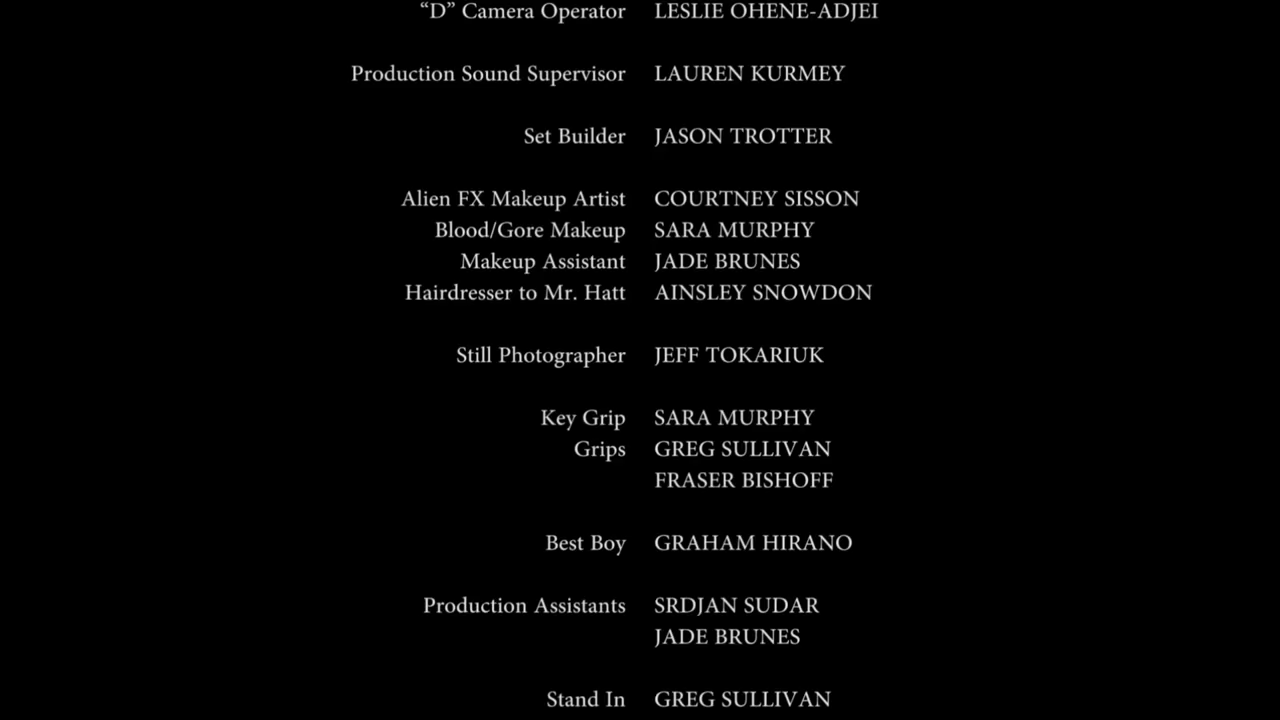 “D” Camera Operator LESLIE OHENE-ADJEI
Production Sound Supervisor LAUREN KURMEY
Set Builder JASON TROTTER
Alien FX Makeup Artist COURTNEY SISSON
Blood/Gore Makeup SARA MURPHY
Makeup Assistant JADE BRUNES
Hairdresser to Mr. Hatt AINSLEY SNOWDON
Still Photographer JEFF TOKARIUK
Key Grip SARA MURPHY
Grips GREG SULLIVAN
FRASER BISHOFF
Best Boy GRAHAM HIRANO
Production Assistants SRDJAN SUDAR
JADE BRUNES
Stand In GREG SULLIVAN